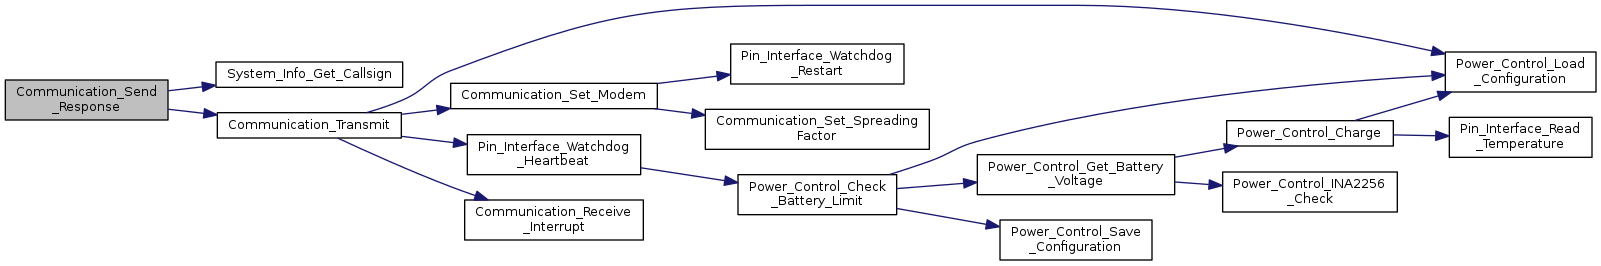 Communication_Send
_Response
System_Info_Get_Callsign
Communication_Transmit
Communication_Set_Modem
Pin_Interface_Watchdog
_Heartbeat
Communication_Receive
_Interrupt
Pin_Interface_Watchdog
_Restart
Communication_Set_Spreading
Factor
Power_Control_Check
_Battery_Limit
Power_Control_Get_Battery
_Voltage
Power_Control_Save
_Configuration
Power_Control_Charge
Power_Control_INA2256
_Check
Power_Control_Load
_Configuration
Pin_Interface_Read
_Temperature